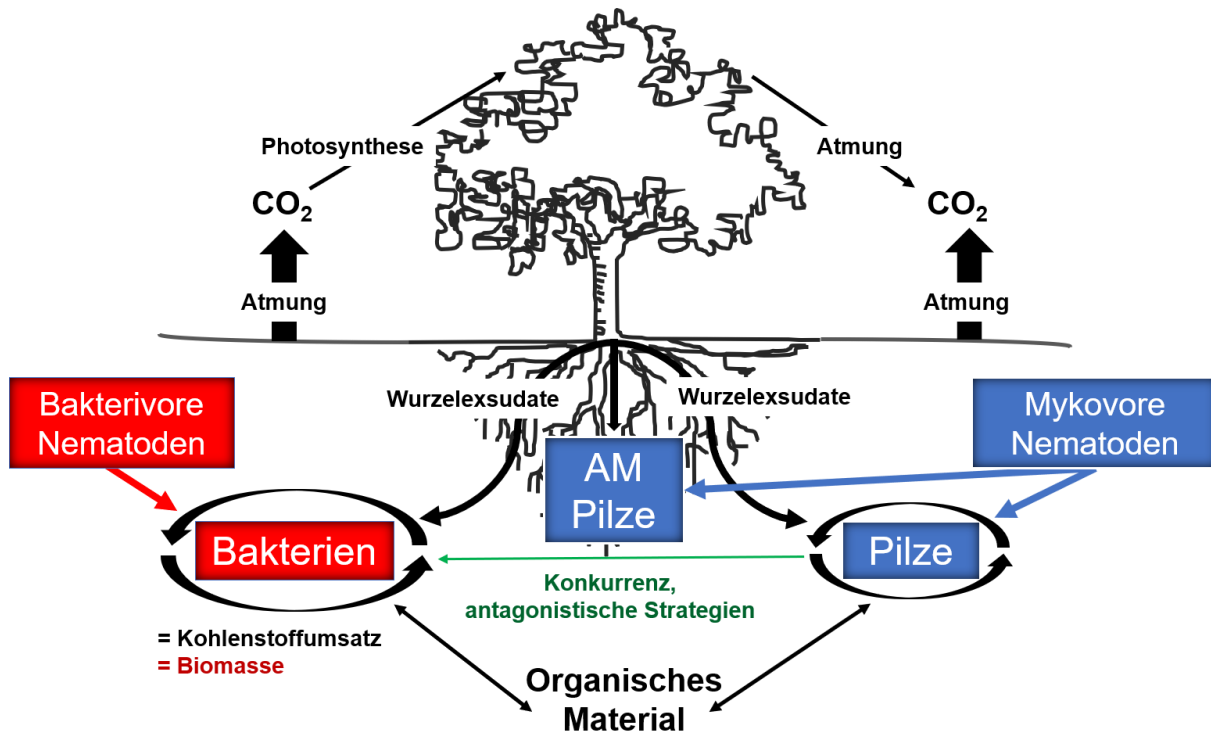 Photosynthese
Atmung
CO₂
CO₂
Atmung
Atmung
Wurzelexsudate
Wurzelexsudate
Bakterivore
Nematoden
Mykovore
Nematoden
AM
Pilze
Bakterien
Pilze
Konkurrenz,
antagonistische Strategien
= Kohlenstoffumsatz
= Biomasse
Organisches
Material